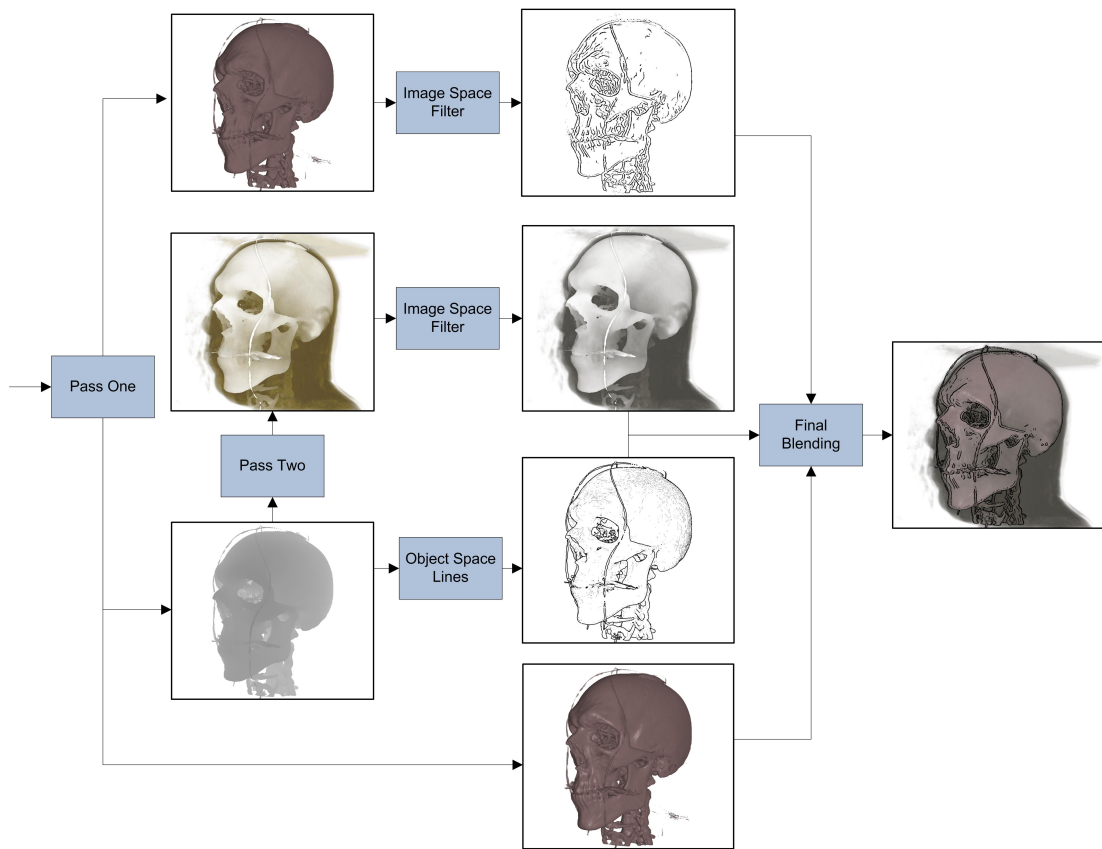 Image Space
Filter
Image Space
Filter
Pass One
Final
Blending
Pass Two
Object Space
Lines